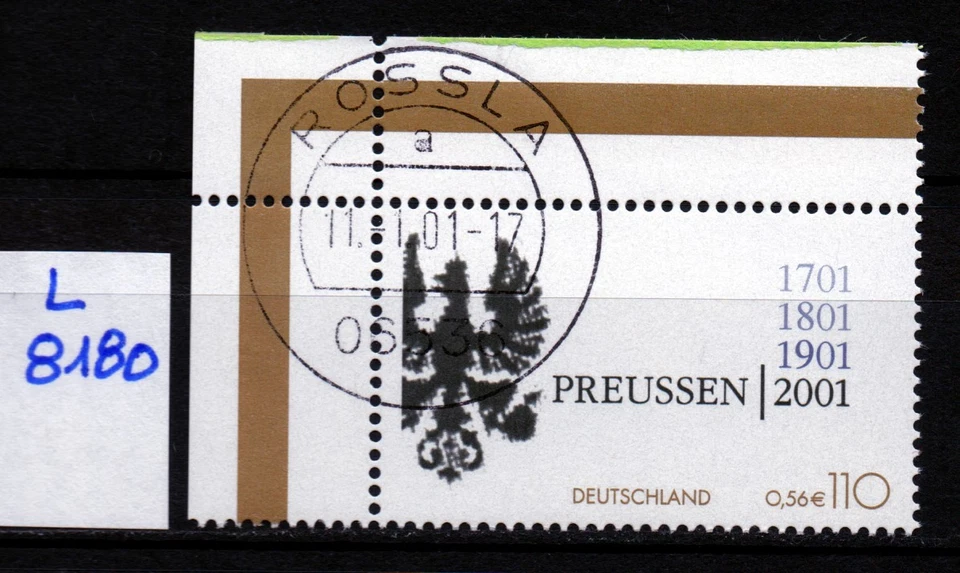 L
8180
ROSSLA
a
11.-1.01-17
06536
1701
1801
1901
PREUSSEN | 2001
DEUTSCHLAND 0,56€ 110